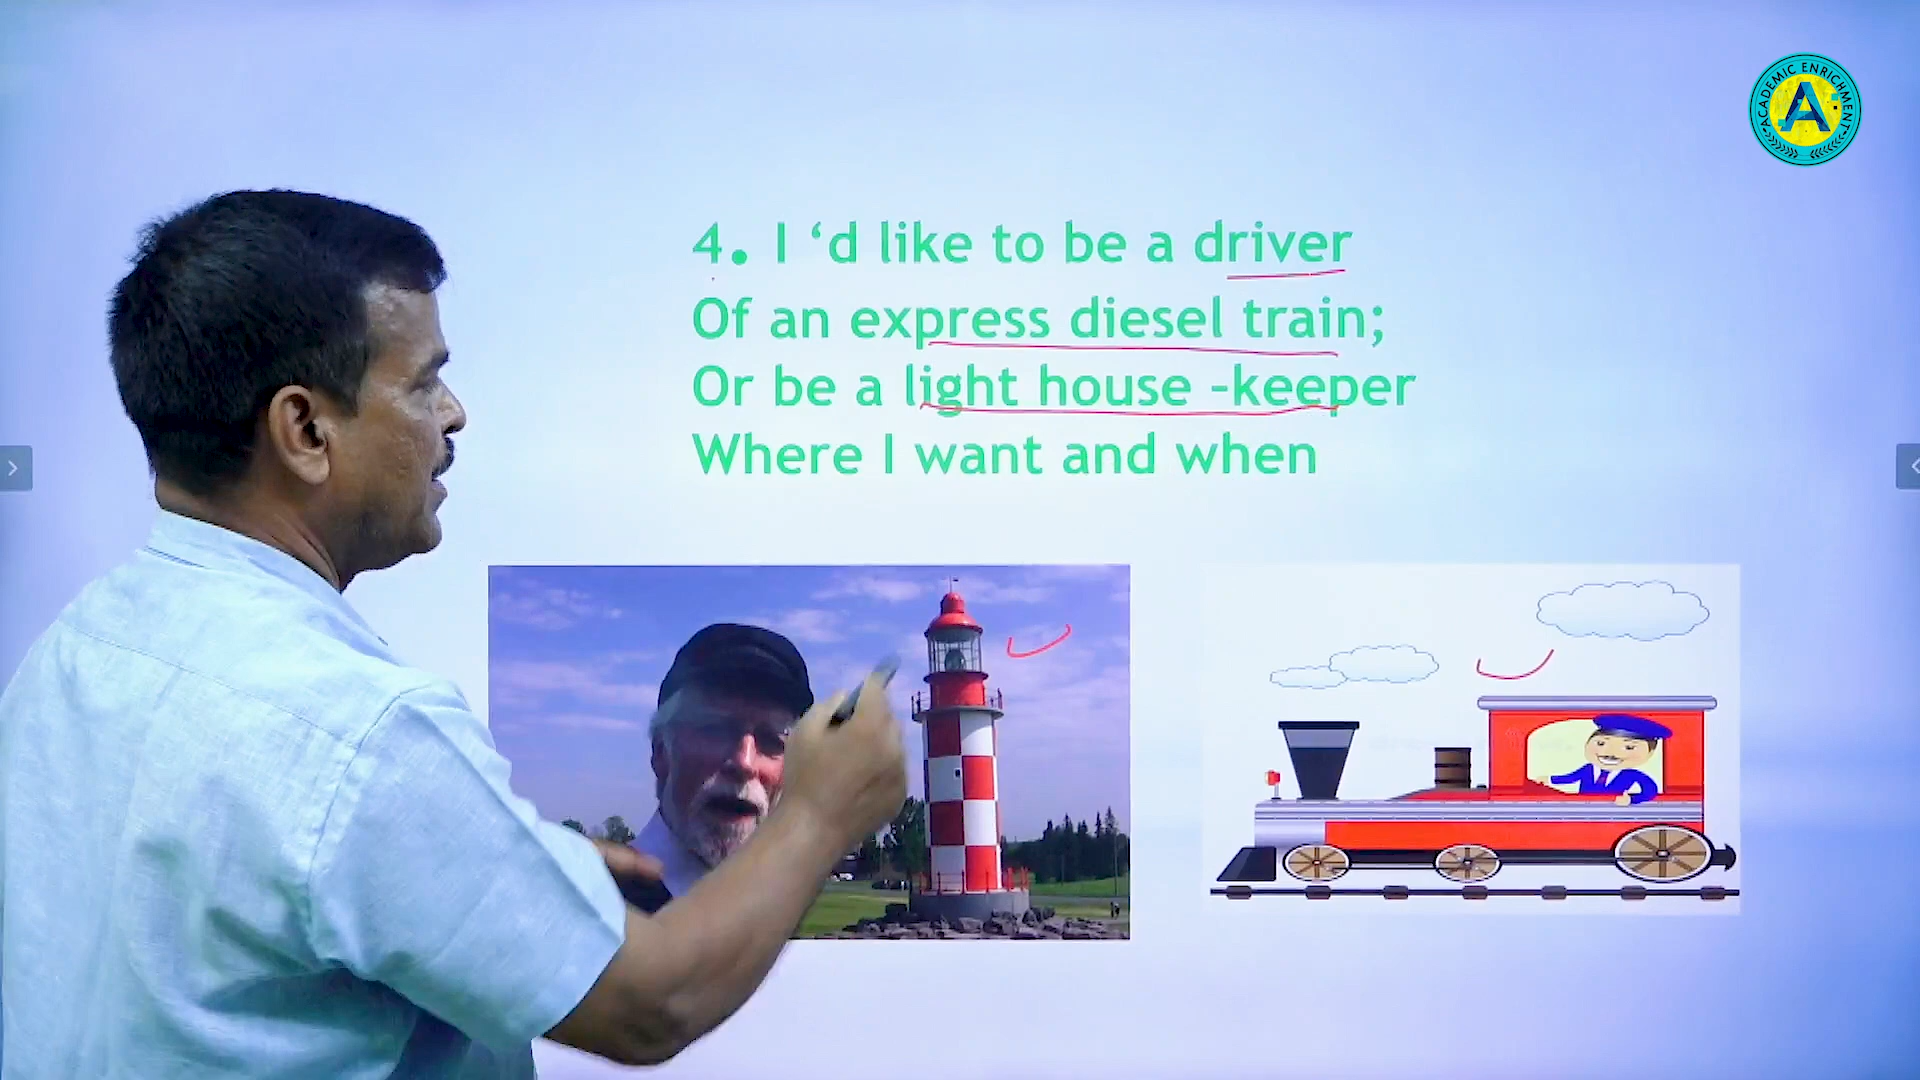 ACADEMIC ENRICHMENT
A
4. I ‘d like to be a driver
Of an express diesel train;
Or be a light house -keeper
Where I want and when